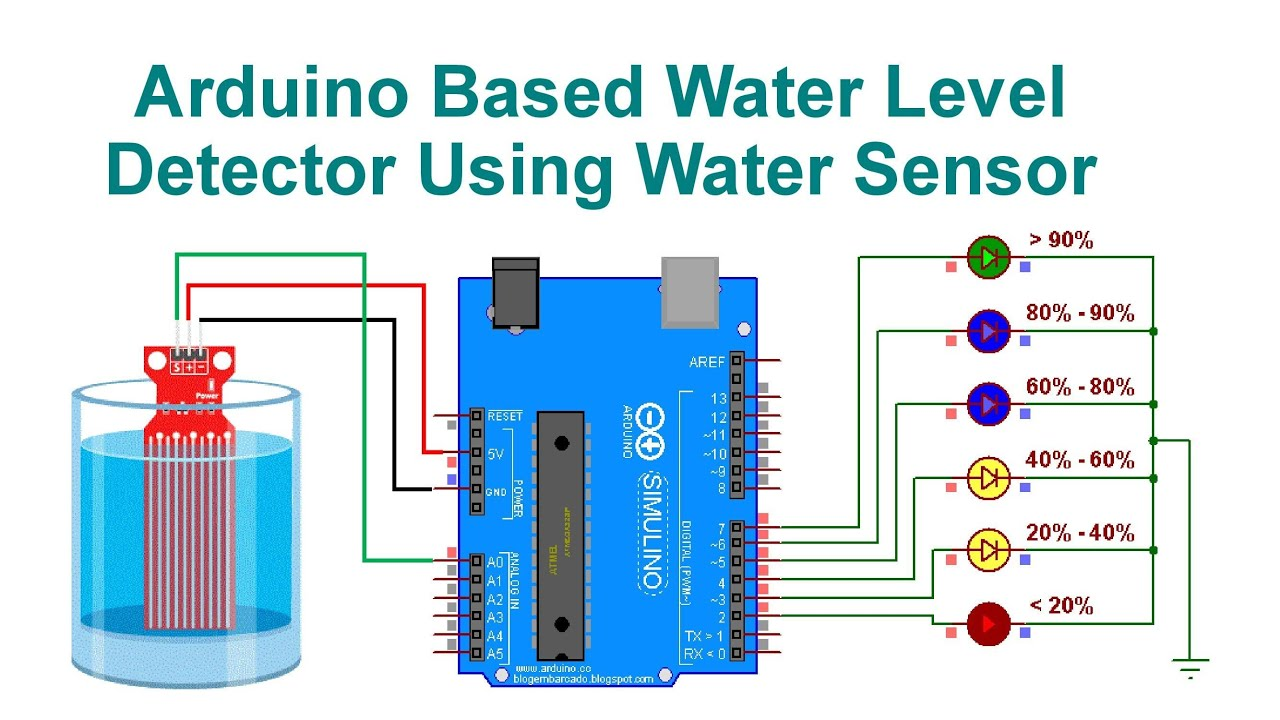 Arduino Based Water Level
Detector Using Water Sensor
S + -
Power
RESET
5V
GND
POWER
A0
A1
A2
A3
A4
A5
ANALOG IN
ATMEL
ARDUINO
SIMULINO
AREF
13
12
~11
~10
~9
8
7
~6
~5
4
~3
2
TX > 1
RX < 0
DIGITAL (PWM~)
www.arduino.cc
blogembarcado.blogspot.com
> 90%
80% - 90%
60% - 80%
40% - 60%
20% - 40%
< 20%